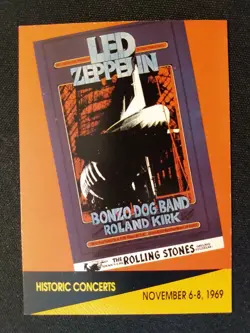 LED
ZEPPELIN
BONZO DOG BAND
ROLAND KIRK
THE ROLLING STONES
HISTORIC CONCERTS
NOVEMBER 6-8, 1969